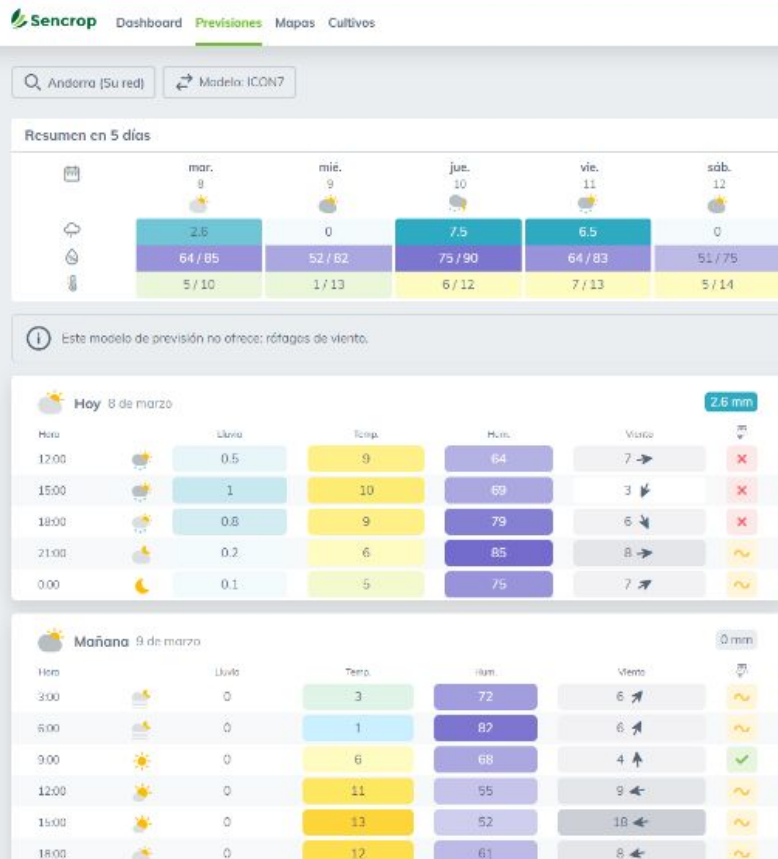 Sencrop Dashboard Previsiones Mapas Cultivos
Andorra (Su red) Modelo: ICON7
Resumen en 5 días
mar. mié. jue. vie. sáb.
8 9 10 11 12
2.6 0 7.5 6.5 0
64 / 85 52 / 82 75 / 90 64 / 83 51 / 75
5 / 10 1 / 13 6 / 12 7 / 13 5 / 14
Este modelo de previsión no ofrece: ráfagas de viento.
Hoy 8 de marzo 2.6 mm
Hora Lluvia Temp. Hum. Viento
12:00 0.5 9 64 7
15:00 1 10 69 3
18:00 0.8 9 79 6
21:00 0.2 6 85 8
0:00 0.1 5 75 7
Mañana 9 de marzo 0 mm
Hora Lluvia Temp. Hum. Viento
3:00 0 3 72 6
6:00 0 1 82 6
9:00 0 6 68 4
12:00 0 11 55 9
15:00 0 13 52 18
18:00 0 12 61 8